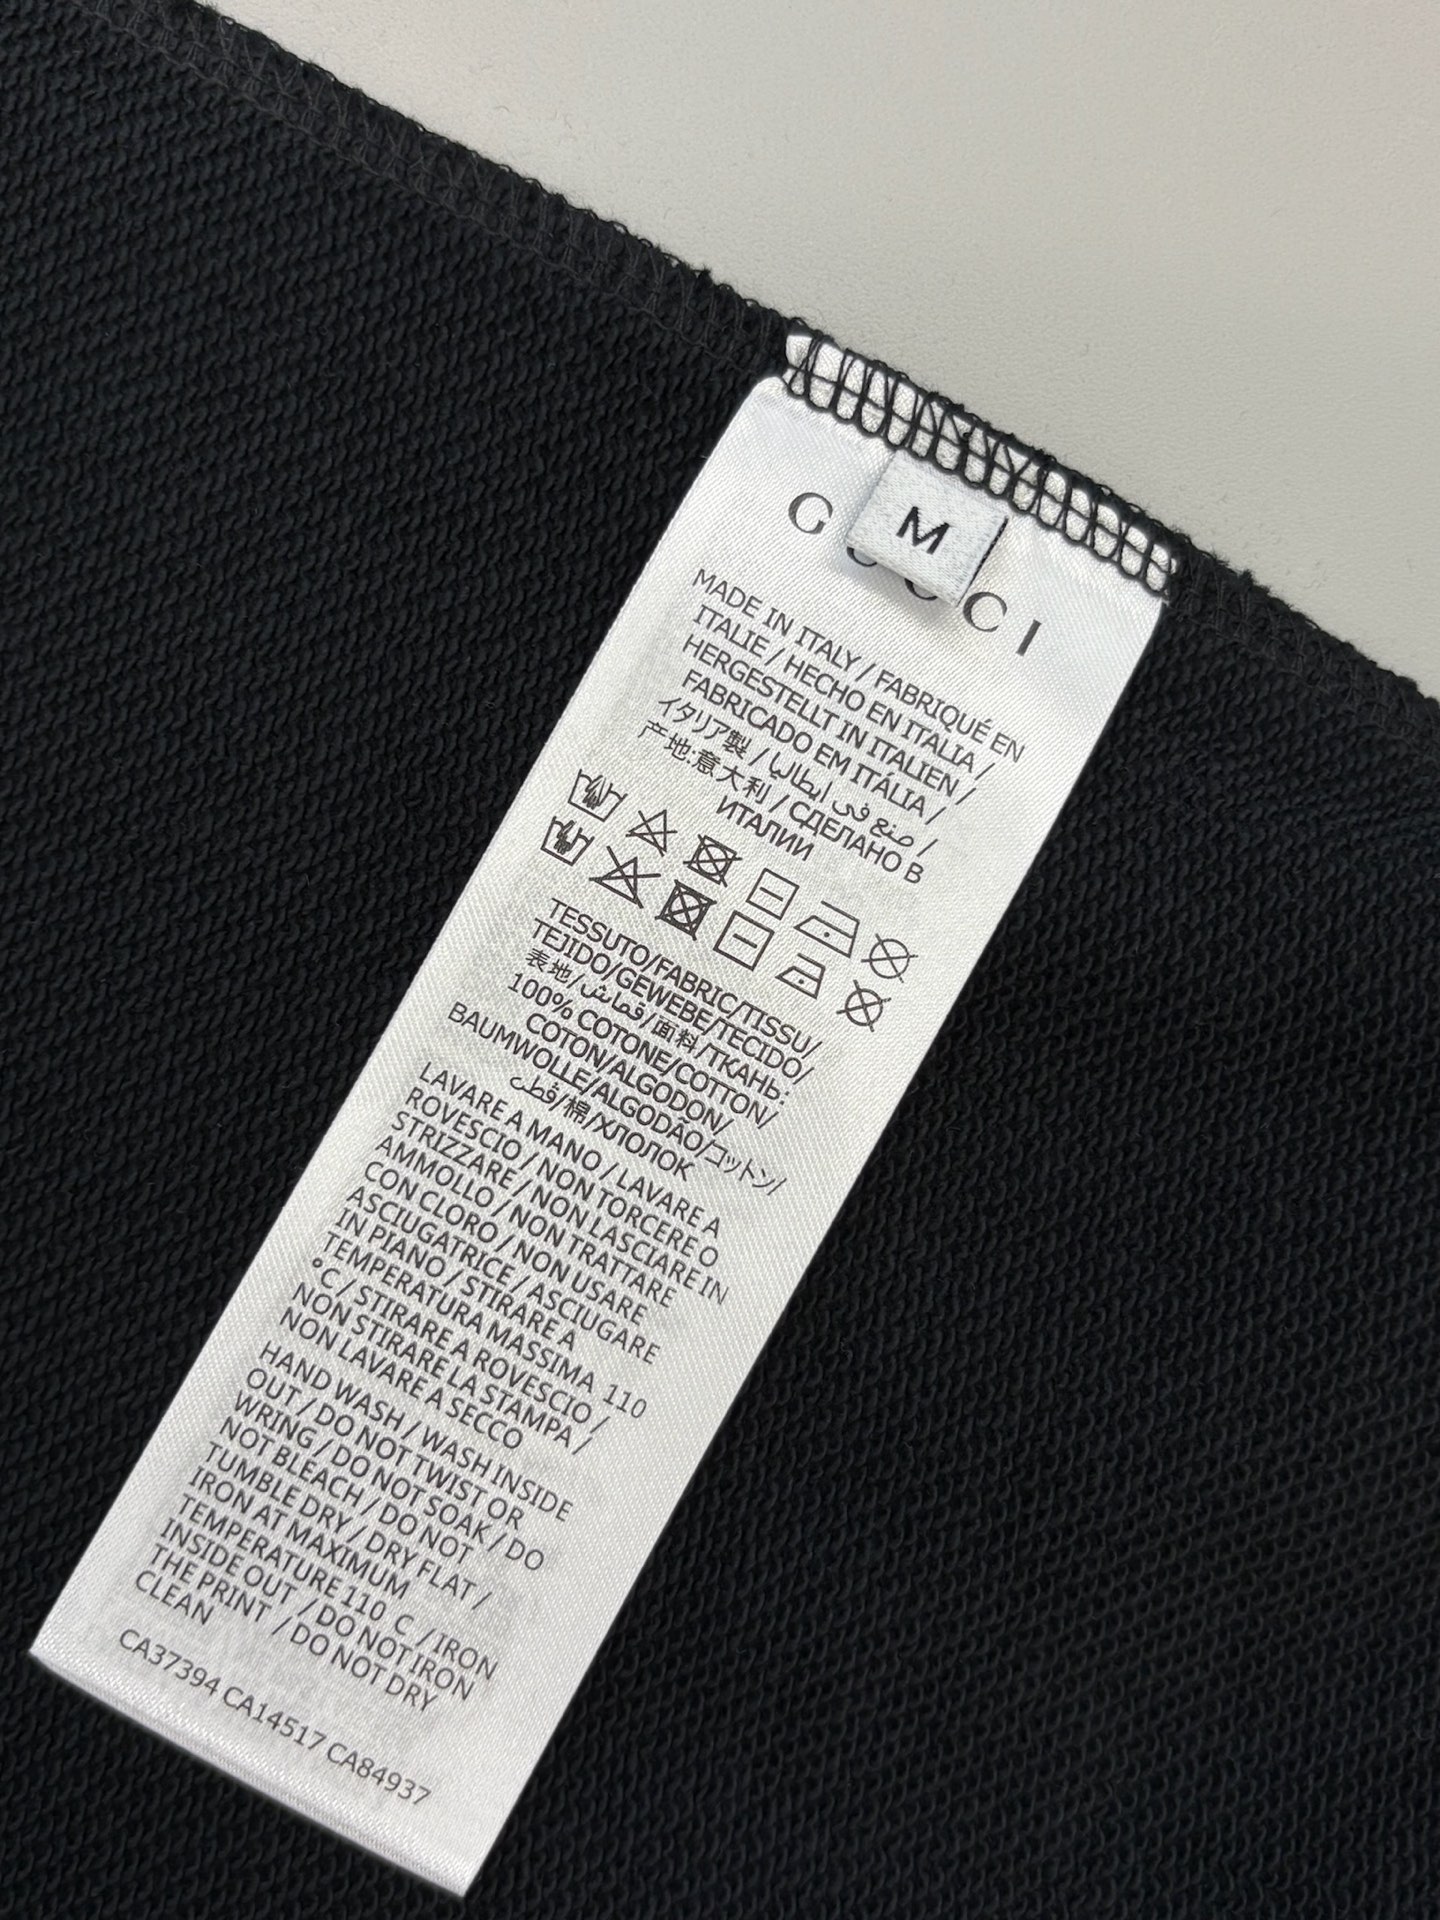 M
GUCCI
MADE IN ITALY / FABRIQUÉ EN
ITALIE / HECHO EN ITALIA /
HERGESTELLT IN ITALIEN /
FABRICADO EM ITÁLIA /
イタリア製 / صنع في ايطاليا /
产地:意大利 / СДЕЛАНО В
ИТАЛИИ
TESSUTO/FABRIC/TISSU/
TEJIDO/GEWEBE/TECIDO/
表地/قماش/面料/ТКАНЬ:
100% COTONE/COTTON/
COTON/ALGODON/
BAUMWOLLE/ALGODÃO/コットン/
قطن/棉/ХЛОПОК
LAVARE A MANO / LAVARE A
ROVESCIO / NON TORCERE O
STRIZZARE / NON LASCIARE IN
AMMOLLO / NON TRATTARE
CON CLORO / NON USARE
ASCIUGATRICE / ASCIUGARE
IN PIANO / STIRARE A
TEMPERATURA MASSIMA 110
°C / STIRARE A ROVESCIO /
NON STIRARE LA STAMPA /
NON LAVARE A SECCO
HAND WASH / WASH INSIDE
OUT / DO NOT TWIST OR
WRING / DO NOT SOAK / DO
NOT BLEACH / DO NOT
TUMBLE DRY / DRY FLAT /
IRON AT MAXIMUM
TEMPERATURE 110 C / IRON
INSIDE OUT / DO NOT IRON
THE PRINT / DO NOT DRY
CLEAN
CA37394 CA14517 CA84937